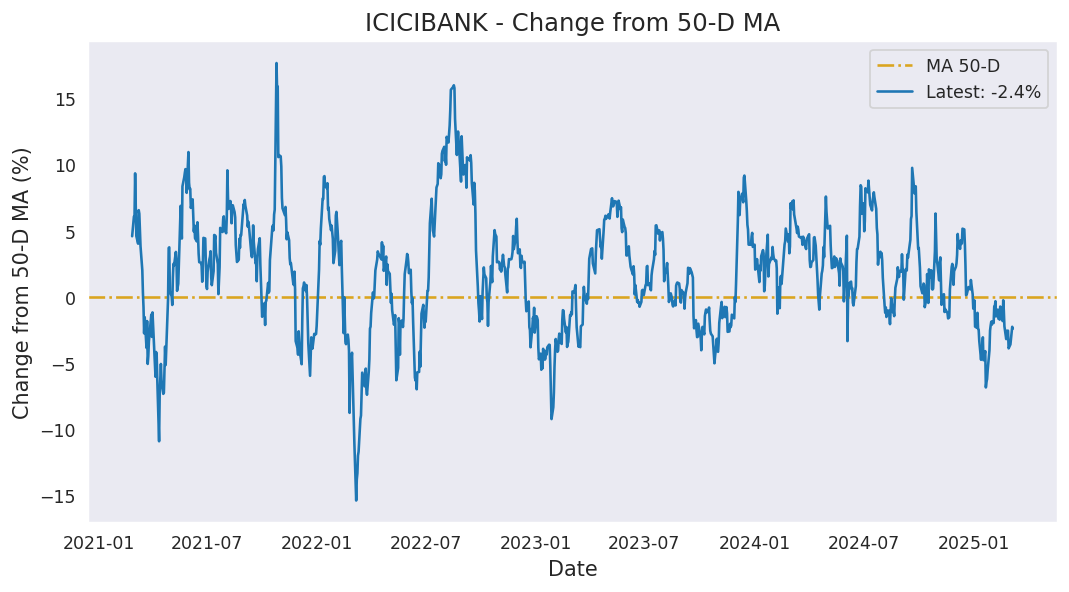 ICICIBANK - Change from 50-D MA
MA 50-D
Latest: -2.4%
Change from 50-D MA (%)
15
10
5
0
−5
−10
−15
2021-01 2021-07 2022-01 2022-07 2023-01 2023-07 2024-01 2024-07 2025-01
Date